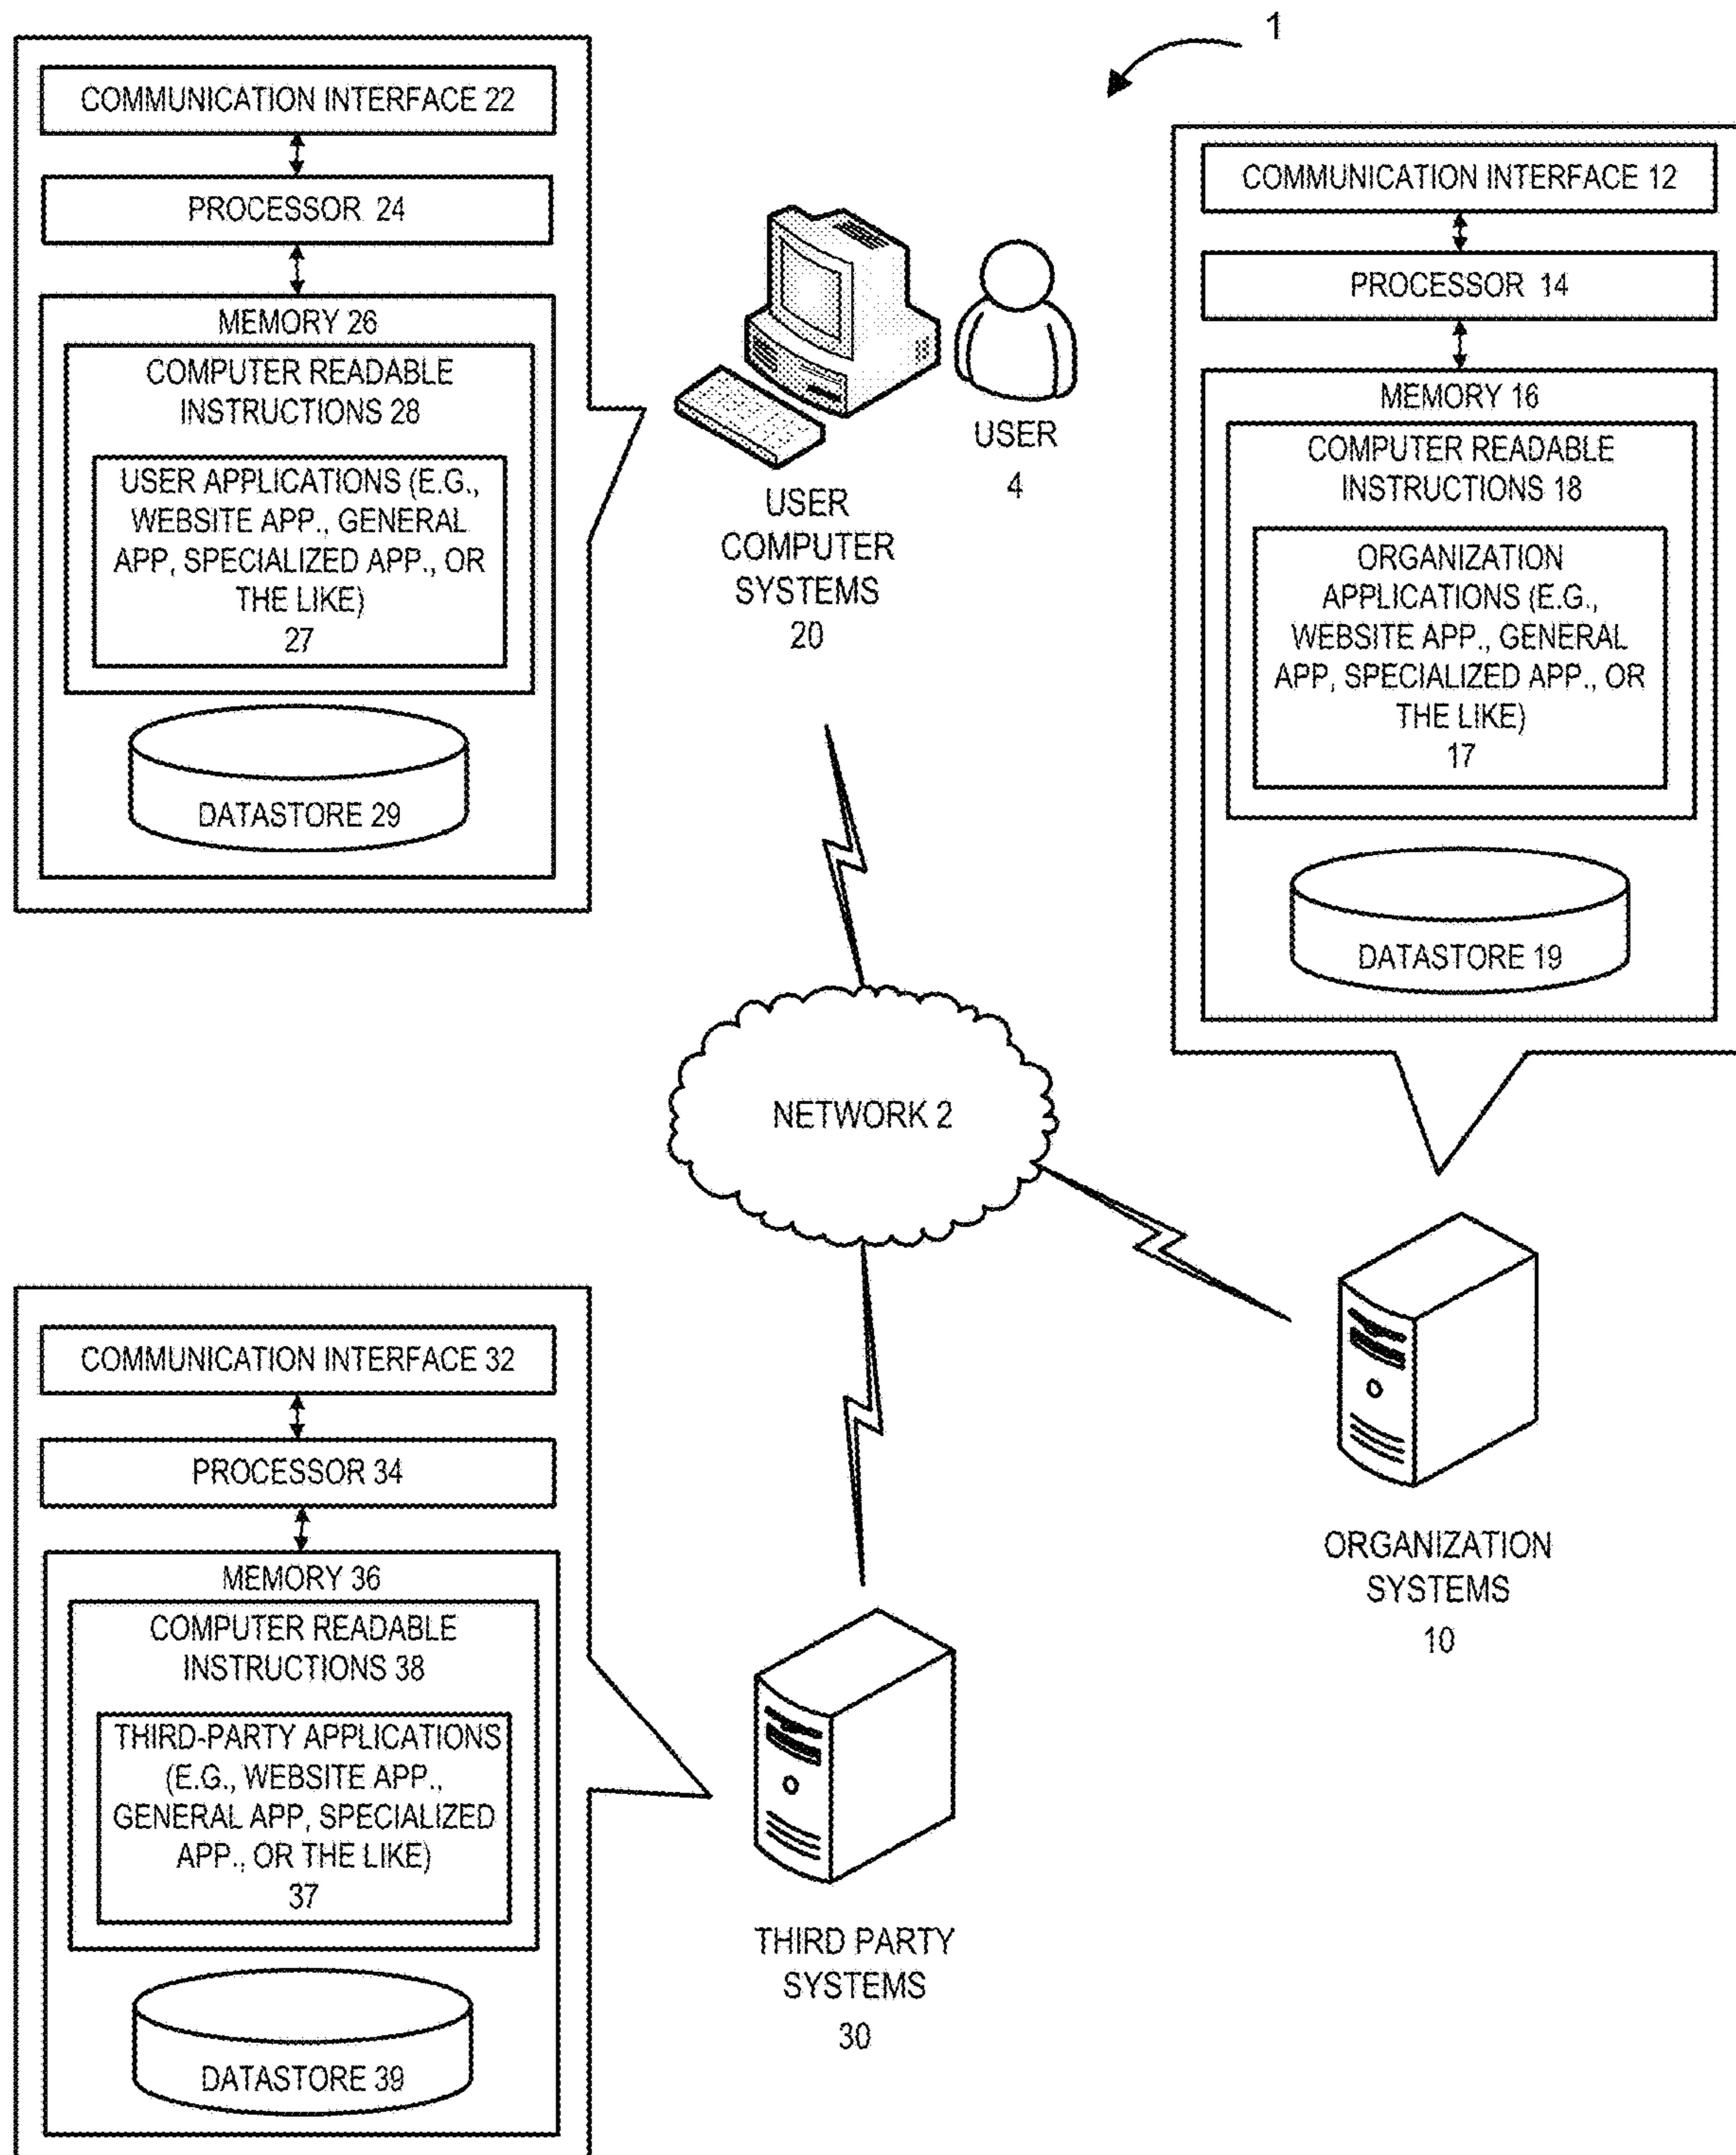 1
COMMUNICATION INTERFACE 22
PROCESSOR 24
MEMORY 26
COMPUTER READABLE
INSTRUCTIONS 28
USER APPLICATIONS (E.G.,
WEBSITE APP., GENERAL
APP, SPECIALIZED APP., OR
THE LIKE)
27
DATASTORE 29
USER
4
USER
COMPUTER
SYSTEMS
20
COMMUNICATION INTERFACE 12
PROCESSOR 14
MEMORY 16
COMPUTER READABLE
INSTRUCTIONS 18
ORGANIZATION
APPLICATIONS (E.G.,
WEBSITE APP., GENERAL
APP, SPECIALIZED APP., OR
THE LIKE)
17
DATASTORE 19
NETWORK 2
ORGANIZATION
SYSTEMS
10
COMMUNICATION INTERFACE 32
PROCESSOR 34
MEMORY 36
COMPUTER READABLE
INSTRUCTIONS 38
THIRD-PARTY APPLICATIONS
(E.G., WEBSITE APP.,
GENERAL APP, SPECIALIZED
APP., OR THE LIKE)
37
DATASTORE 39
THIRD PARTY
SYSTEMS
30